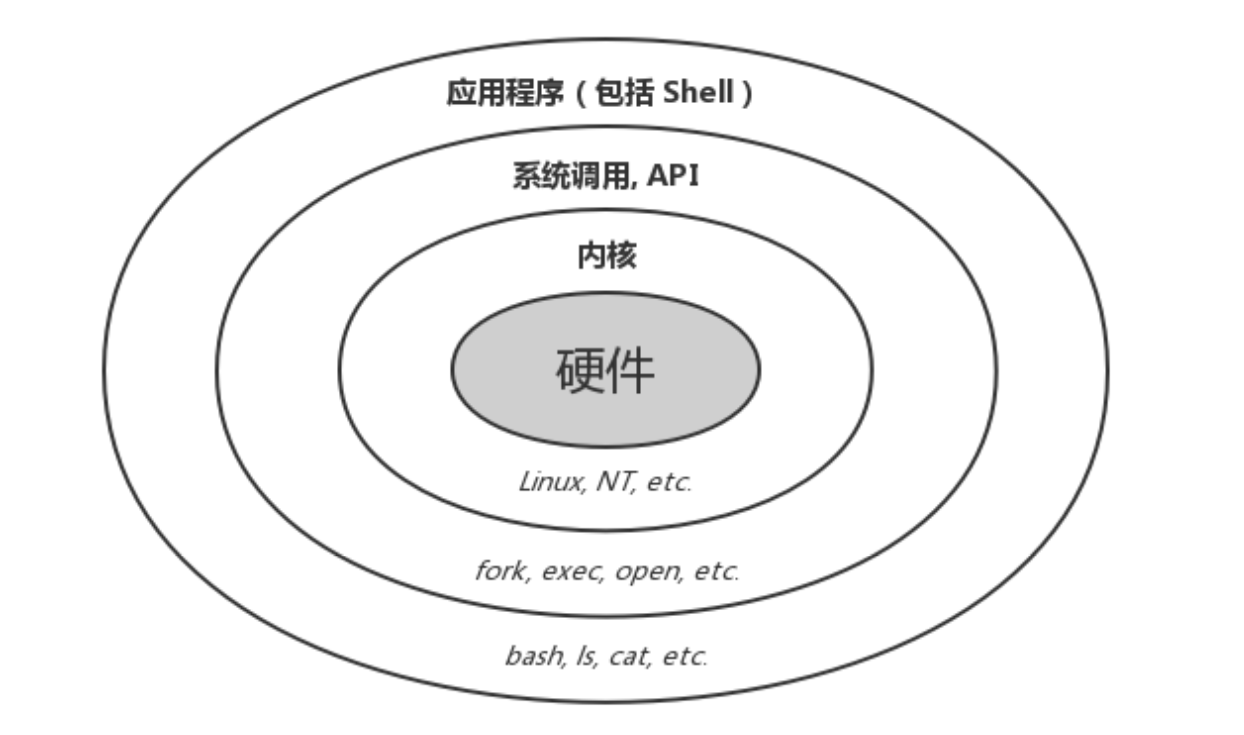 应用程序（包括 Shell）
系统调用, API
内核
硬件
Linux, NT, etc.
fork, exec, open, etc.
bash, ls, cat, etc.